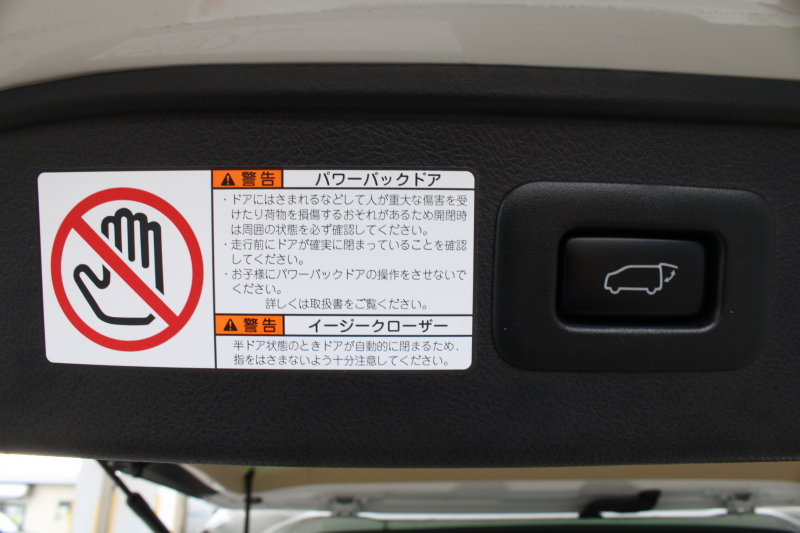 警告 パワーバックドア
・ドアにはさまれるなどして人が重大な傷害を受
けたり荷物を損傷するおそれがあるため開閉時
は周囲の状態を必ず確認してください。
・走行前にドアが確実に閉まっていることを確認
してください。
・お子様にパワーバックドアの操作をさせないで
ください。
詳しくは取扱書をご覧ください。
警告 イージークローザー
半ドア状態のときドアが自動的に閉まるため、
指をはさまないよう十分注意してください。